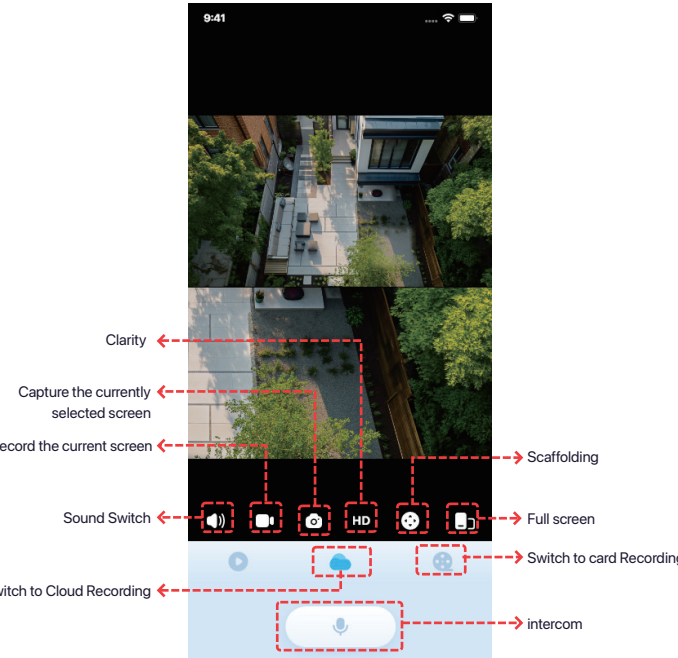 9:41
Clarity
Capture the currently
selected screen
ecord the current screen
Scaffolding
HD
Sound Switch
Full screen
Switch to card Recording
witch to Cloud Recording
intercom